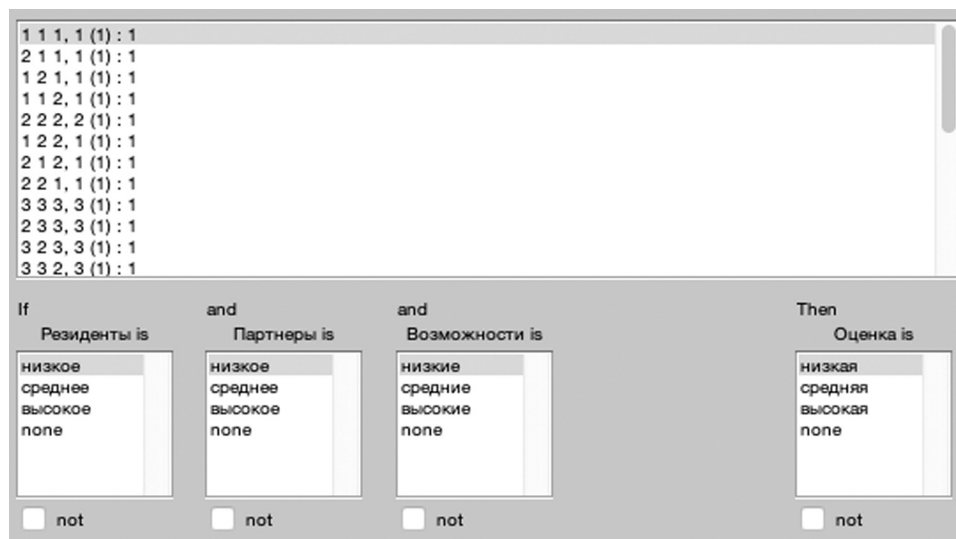 1 1 1, 1 (1) : 1
2 1 1, 1 (1) : 1
1 2 1, 1 (1) : 1
1 1 2, 1 (1) : 1
2 2 2, 2 (1) : 1
1 2 2, 1 (1) : 1
2 1 2, 1 (1) : 1
2 2 1, 1 (1) : 1
3 3 3, 3 (1) : 1
2 3 3, 3 (1) : 1
3 2 3, 3 (1) : 1
3 3 2, 3 (1) : 1
If and and Then
Резиденты is Партнеры is Возможности is Оценка is
низкое низкое низкие низкая
среднее среднее средние средняя
высокое высокое высокие высокая
none none none none
not not not not